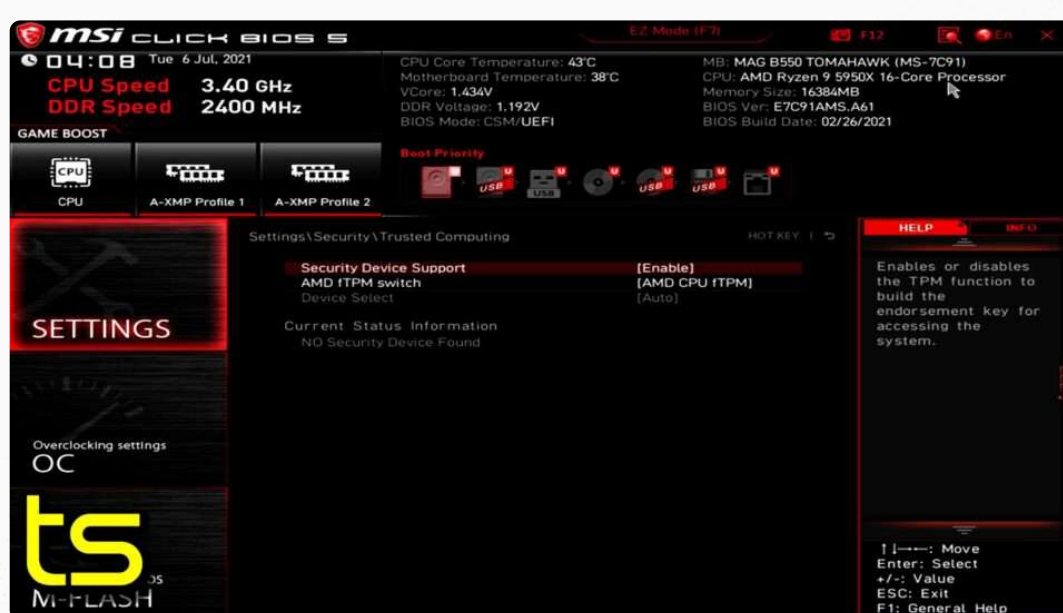 msi CLICK BIOS 5
EZ Mode (F7)
F12
En
04:08 Tue 6 Jul, 2021
CPU Speed 3.40 GHz
DDR Speed 2400 MHz
CPU Core Temperature: 43°C
Motherboard Temperature: 38°C
VCore: 1.434V
DDR Voltage: 1.192V
BIOS Mode: CSM/UEFI
MB: MAG B550 TOMAHAWK (MS-7C91)
CPU: AMD Ryzen 9 5950X 16-Core Processor
Memory Size: 16384MB
BIOS Ver: E7C91AMS.A61
BIOS Build Date: 02/26/2021
GAME BOOST
CPU
CPU
A-XMP Profile 1
A-XMP Profile 2
Boot Priority
U U U U U U
USB USB USB USB
Settings\Security\Trusted Computing
HOT KEY
Security Device Support [Enable]
AMD fTPM switch [AMD CPU fTPM]
Device Select [Auto]
Current Status Information
NO Security Device Found
SETTINGS
Overclocking settings
OC
ts
M-FLASH
HELP
INFO
Enables or disables
the TPM function to
build the
endorsement key for
accessing the
system.
↑↓→←: Move
Enter: Select
+/-: Value
ESC: Exit
F1: General Help